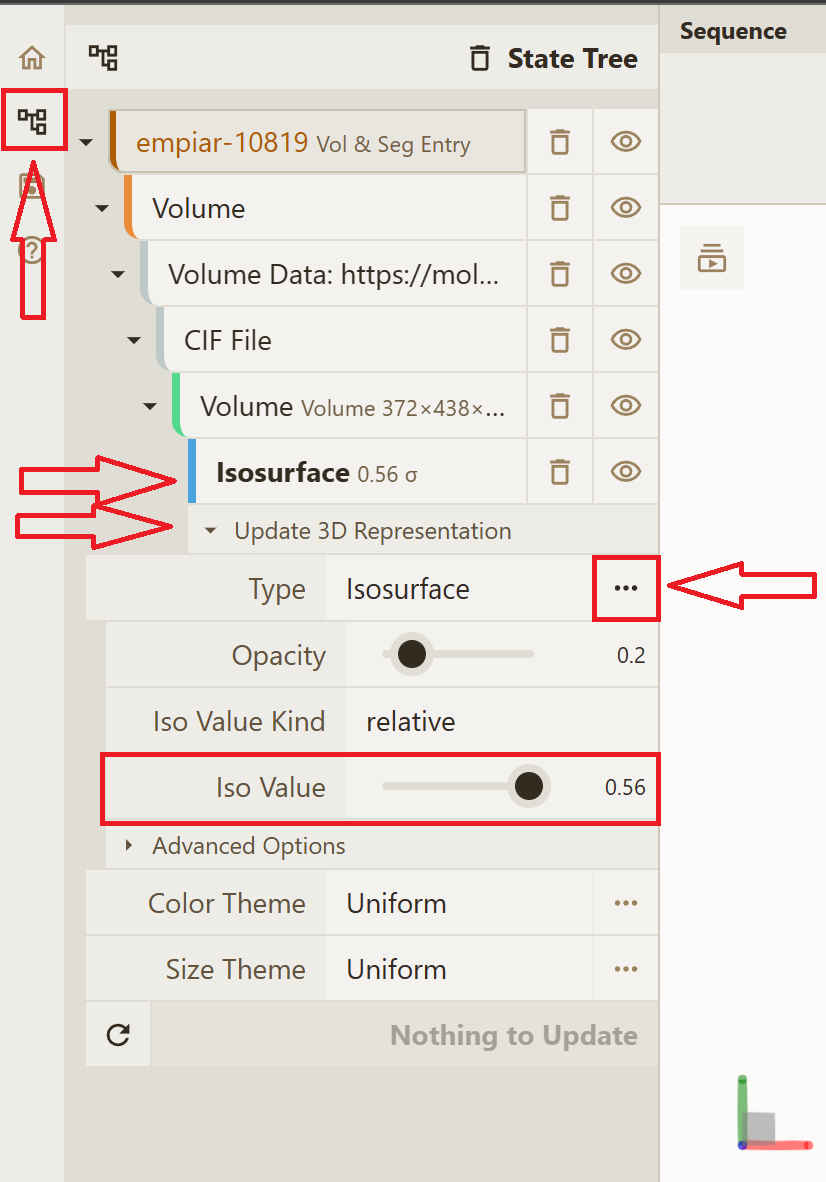 Sequence
State Tree
empiar-10819 Vol & Seg Entry
Volume
Volume Data: https://mol...
CIF File
Volume Volume 372×438×...
Isosurface 0.56 σ
Update 3D Representation
Type Isosurface ...
Opacity 0.2
Iso Value Kind relative
Iso Value 0.56
Advanced Options
Color Theme Uniform ...
Size Theme Uniform ...
Nothing to Update